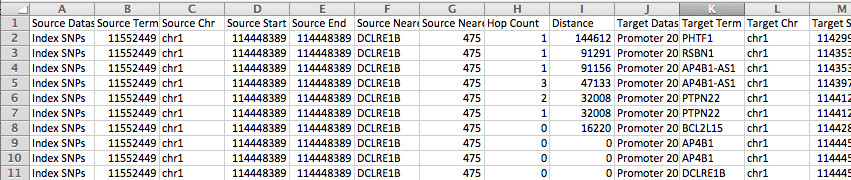 A B C D E F G H I J K L M
1 Source Datas Source Term Source Chr Source Start Source End Source Near Source Near Hop Count Distance Target Datas Target Term Target Chr Target S
2 Index SNPs 11552449 chr1 114448389 114448389 DCLRE1B 475 1 144612 Promoter 20 PHTF1 chr1 114299
3 Index SNPs 11552449 chr1 114448389 114448389 DCLRE1B 475 1 91291 Promoter 20 RSBN1 chr1 114353
4 Index SNPs 11552449 chr1 114448389 114448389 DCLRE1B 475 1 91156 Promoter 20 AP4B1-AS1 chr1 114353
5 Index SNPs 11552449 chr1 114448389 114448389 DCLRE1B 475 3 47133 Promoter 20 AP4B1-AS1 chr1 114397
6 Index SNPs 11552449 chr1 114448389 114448389 DCLRE1B 475 2 32008 Promoter 20 PTPN22 chr1 114412
7 Index SNPs 11552449 chr1 114448389 114448389 DCLRE1B 475 1 32008 Promoter 20 PTPN22 chr1 114412
8 Index SNPs 11552449 chr1 114448389 114448389 DCLRE1B 475 0 16220 Promoter 20 BCL2L15 chr1 114428
9 Index SNPs 11552449 chr1 114448389 114448389 DCLRE1B 475 0 0 Promoter 20 AP4B1 chr1 114445
10 Index SNPs 11552449 chr1 114448389 114448389 DCLRE1B 475 0 0 Promoter 20 AP4B1 chr1 114445
11 Index SNPs 11552449 chr1 114448389 114448389 DCLRE1B 475 0 0 Promoter 20 DCLRE1B chr1 114445